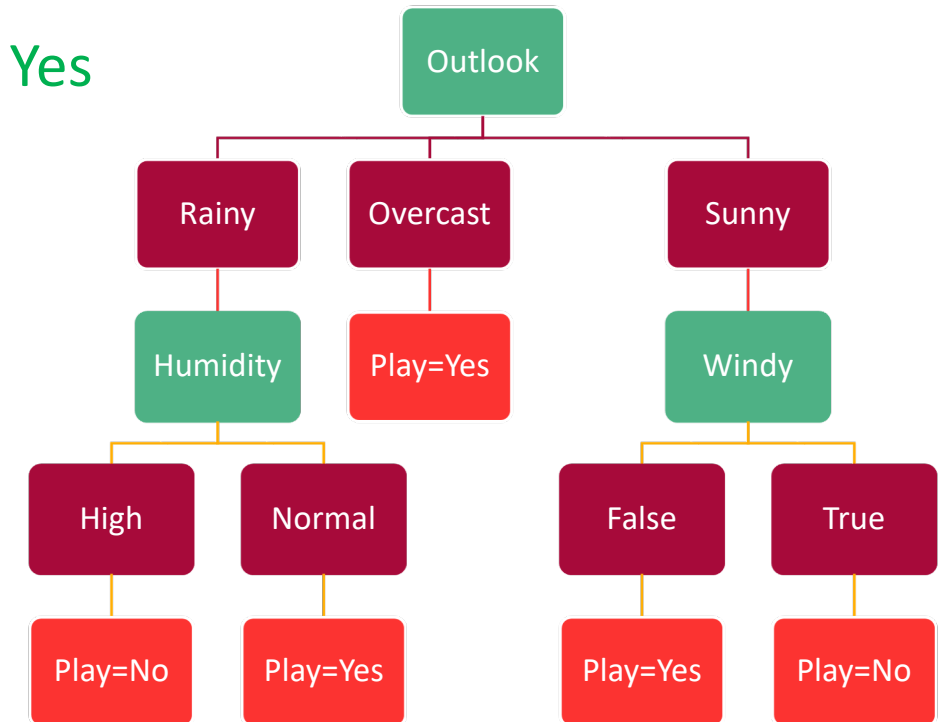 Yes
Outlook
Rainy
Overcast
Sunny
Humidity
Play=Yes
Windy
High
Normal
False
True
Play=No
Play=Yes
Play=Yes
Play=No